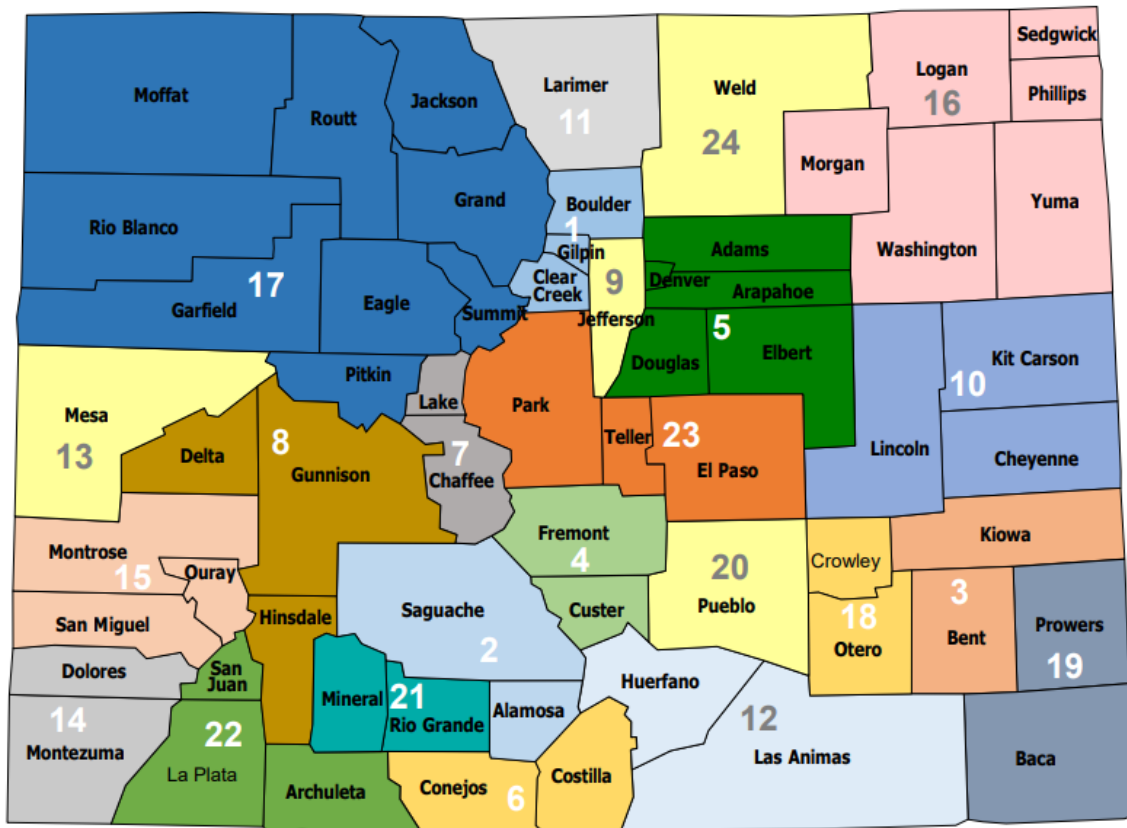 Moffat
Routt
Jackson
Larimer
11
Weld
24
Logan
16
Sedgwick
Phillips
Morgan
Yuma
Rio Blanco
Grand
Boulder
1
Gilpin
Clear
Creek
Adams
Washington
Denver
Arapahoe
17
Garfield
Eagle
Summit
9
Jefferson
5
Douglas
Elbert
Kit Carson
10
Pitkin
Mesa
13
Lake
Park
Delta
8
Gunnison
7
Chaffee
Teller
23
El Paso
Lincoln
Cheyenne
Montrose
15
Ouray
Fremont
4
20
Pueblo
Crowley
Kiowa
San Miguel
Hinsdale
Saguache
2
Custer
18
Otero
3
Bent
Prowers
19
Dolores
San
Juan
Mineral
21
Rio Grande
Alamosa
Huerfano
12
Las Animas
14
Montezuma
22
La Plata
Archuleta
Conejos
6
Costilla
Baca